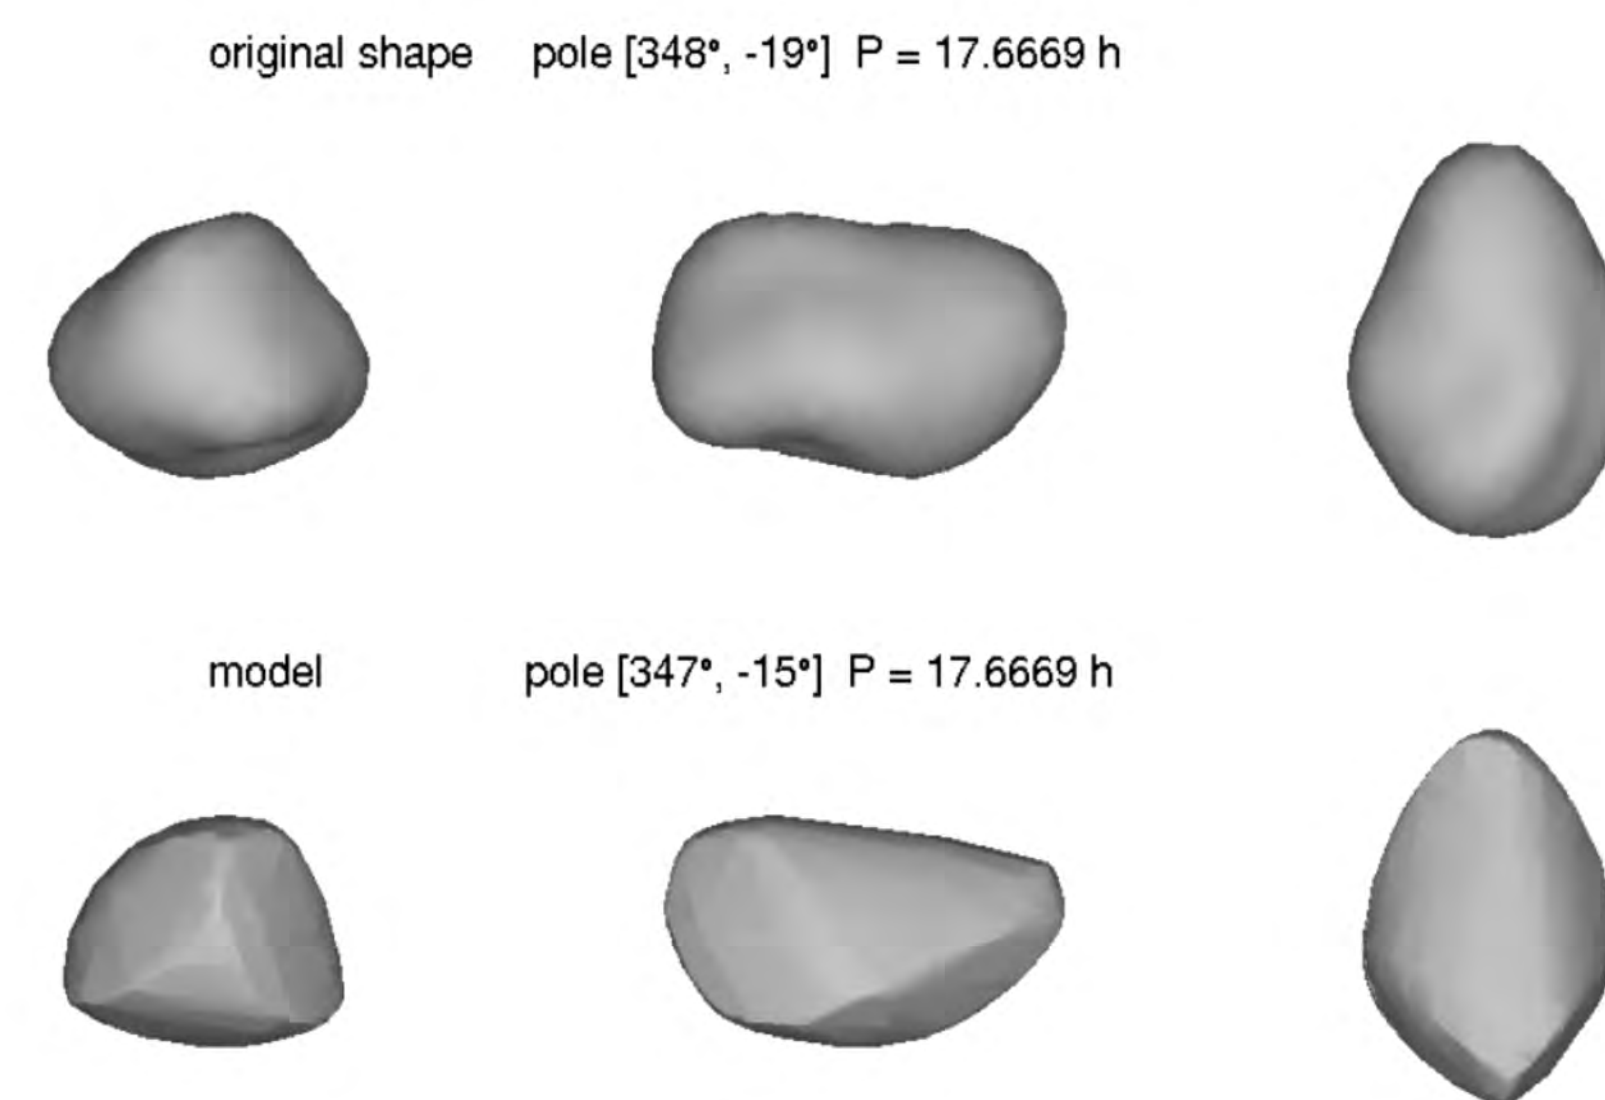 original shape pole [348°, -19°] P = 17.6669 h
model pole [347°, -15°] P = 17.6669 h